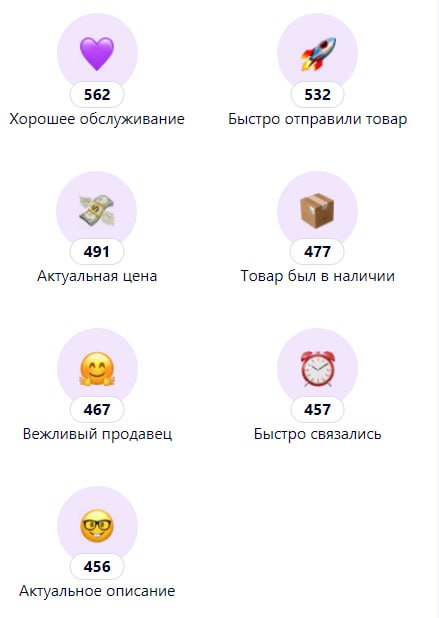 562
Хорошее обслуживание
532
Быстро отправили товар
491
Актуальная цена
477
Товар был в наличии
467
Вежливый продавец
457
Быстро связались
456
Актуальное описание